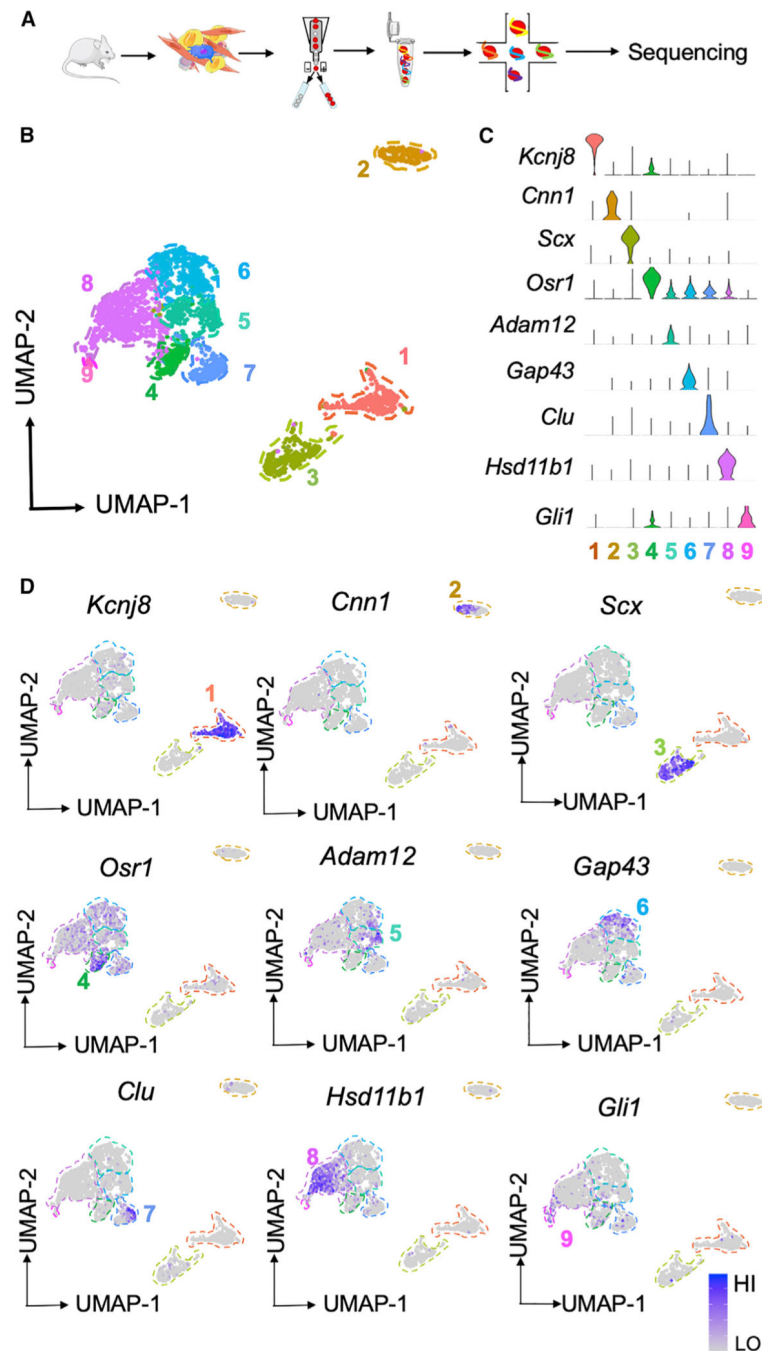 A
Sequencing
B
2
8
6
5
9
4
7
1
3
UMAP-2
UMAP-1
C
Kcnj8
Cnn1
Scx
Osr1
Adam12
Gap43
Clu
Hsd11b1
Gli1
1 2 3 4 5 6 7 8 9
D
Kcnj8
1
UMAP-2
UMAP-1
Cnn1
2
UMAP-2
UMAP-1
Scx
3
UMAP-2
UMAP-1
Osr1
4
UMAP-2
UMAP-1
Adam12
5
UMAP-2
UMAP-1
Gap43
6
UMAP-2
UMAP-1
Clu
7
UMAP-2
UMAP-1
Hsd11b1
8
UMAP-2
UMAP-1
Gli1
9
UMAP-2
UMAP-1
HI
LO